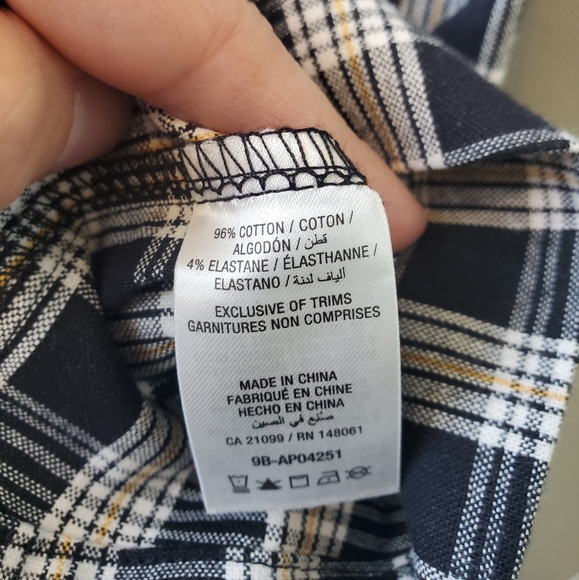 96% COTTON / COTON /
ALGODÓN / قطن
4% ELASTANE / ÉLASTHANNE /
ELASTANO / ألياف لدنة
EXCLUSIVE OF TRIMS
GARNITURES NON COMPRISES
MADE IN CHINA
FABRIQUÉ EN CHINE
HECHO EN CHINA
صنع في الصين
CA 21099 / RN 148061
9B-AP04251